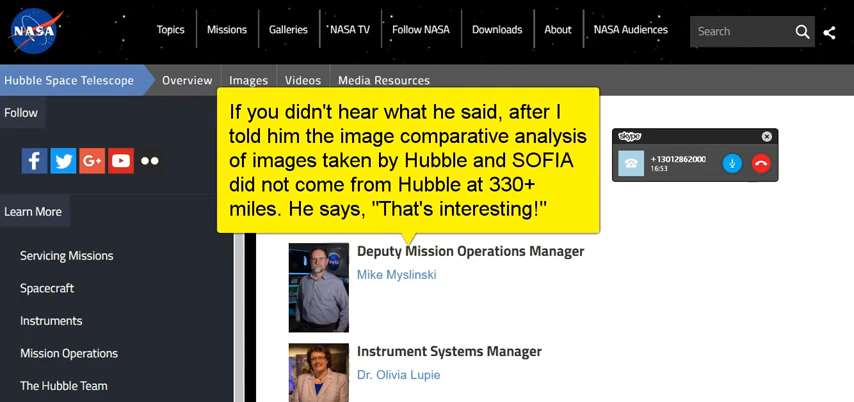 NASA
Topics Missions Galleries NASA TV Follow NASA Downloads About NASA Audiences Search
Hubble Space Telescope Overview Images Videos Media Resources
Follow
If you didn't hear what he said, after I
told him the image comparative analysis
of images taken by Hubble and SOFIA
did not come from Hubble at 330+
miles. He says, "That's interesting!"
skype
+13012862000
16:53
Learn More
Servicing Missions
Spacecraft
Instruments
Mission Operations
The Hubble Team
Deputy Mission Operations Manager
Mike Myslinski
Instrument Systems Manager
Dr. Olivia Lupie